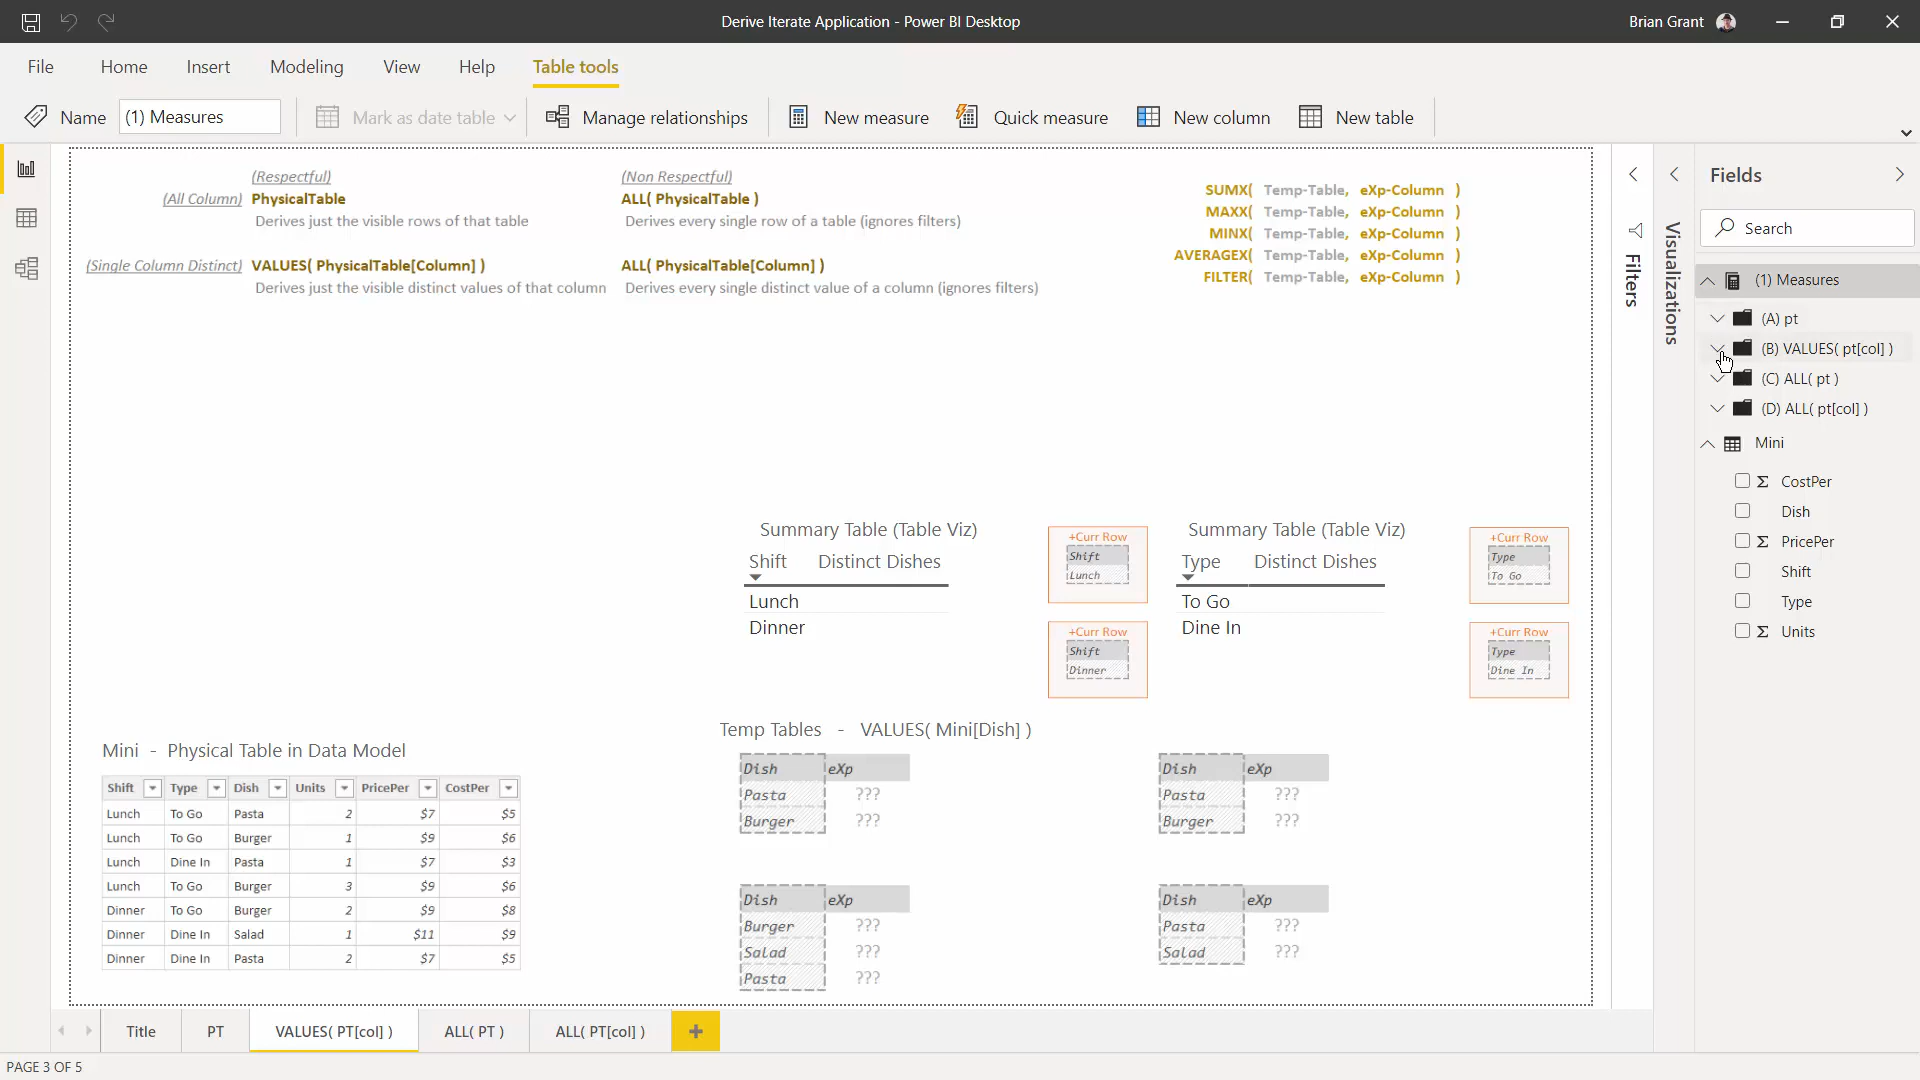 Derive Iterate Application - Power BI Desktop
Brian Grant
File Home Insert Modeling View Help Table tools
Name (1) Measures Mark as date table Manage relationships New measure Quick measure New column New table
(Respectful) (Non Respectful)
(All Column) PhysicalTable ALL( PhysicalTable )
Derives just the visible rows of that table Derives every single row of a table (ignores filters)
(Single Column Distinct) VALUES( PhysicalTable[Column] ) ALL( PhysicalTable[Column] )
Derives just the visible distinct values of that column Derives every single distinct value of a column (ignores filters)
SUMX( Temp-Table, eXp-Column )
MAXX( Temp-Table, eXp-Column )
MINX( Temp-Table, eXp-Column )
AVERAGEX( Temp-Table, eXp-Column )
FILTER( Temp-Table, eXp-Column )
Summary Table (Table Viz)
Shift Distinct Dishes
Lunch
Dinner
+Curr Row
Shift
Lunch
+Curr Row
Shift
Dinner
Summary Table (Table Viz)
Type Distinct Dishes
To Go
Dine In
+Curr Row
Type
To Go
+Curr Row
Type
Dine In
Mini - Physical Table in Data Model
Shift Type Dish Units PricePer CostPer
Lunch To Go Pasta 2 $7 $5
Lunch To Go Burger 1 $9 $6
Lunch Dine In Pasta 1 $7 $3
Lunch To Go Burger 3 $9 $6
Dinner To Go Burger 2 $9 $8
Dinner Dine In Salad 1 $11 $9
Dinner Dine In Pasta 2 $7 $5
Temp Tables - VALUES( Mini[Dish] )
Dish eXp
Pasta ???
Burger ???
Dish eXp
Pasta ???
Burger ???
Dish eXp
Burger ???
Salad ???
Pasta ???
Dish eXp
Pasta ???
Salad ???
Filters
Visualizations
Fields
Search
(1) Measures
(A) pt
(B) VALUES( pt[col] )
(C) ALL( pt )
(D) ALL( pt[col] )
Mini
Σ CostPer
Dish
Σ PricePer
Shift
Type
Σ Units
Title PT VALUES( PT[col] ) ALL( PT ) ALL( PT[col] ) +
PAGE 3 OF 5